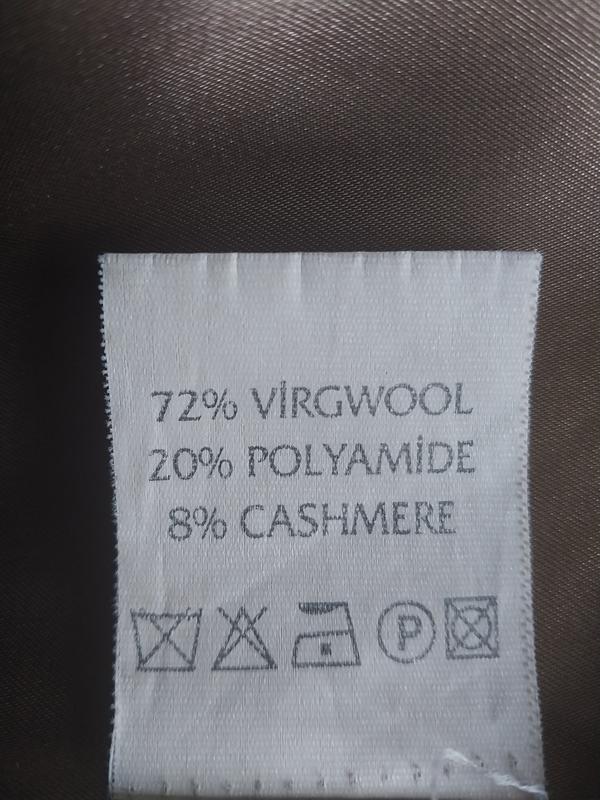 72% VİRGWOOL
20% POLYAMİDE
8% CASHMERE
P